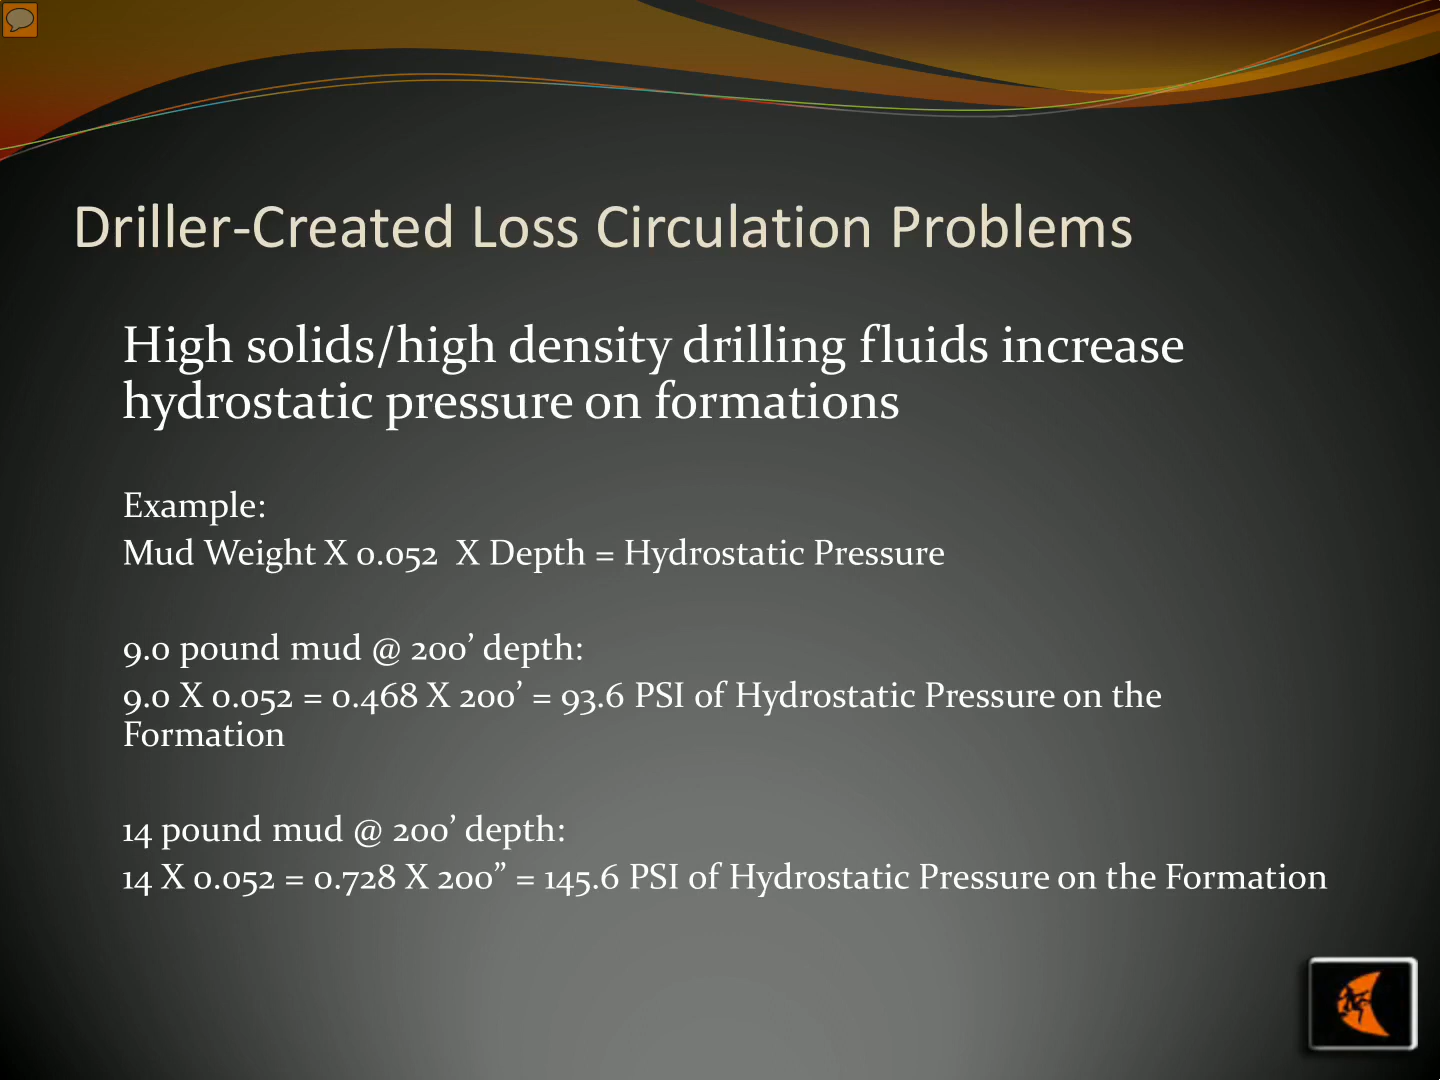 Driller-Created Loss Circulation Problems
High solids/high density drilling fluids increase
hydrostatic pressure on formations
Example:
Mud Weight X 0.052  X Depth = Hydrostatic Pressure
9.0 pound mud @ 200’ depth:
9.0 X 0.052 = 0.468 X 200’ = 93.6 PSI of Hydrostatic Pressure on the
Formation
14 pound mud @ 200’ depth:
14 X 0.052 = 0.728 X 200” = 145.6 PSI of Hydrostatic Pressure on the Formation